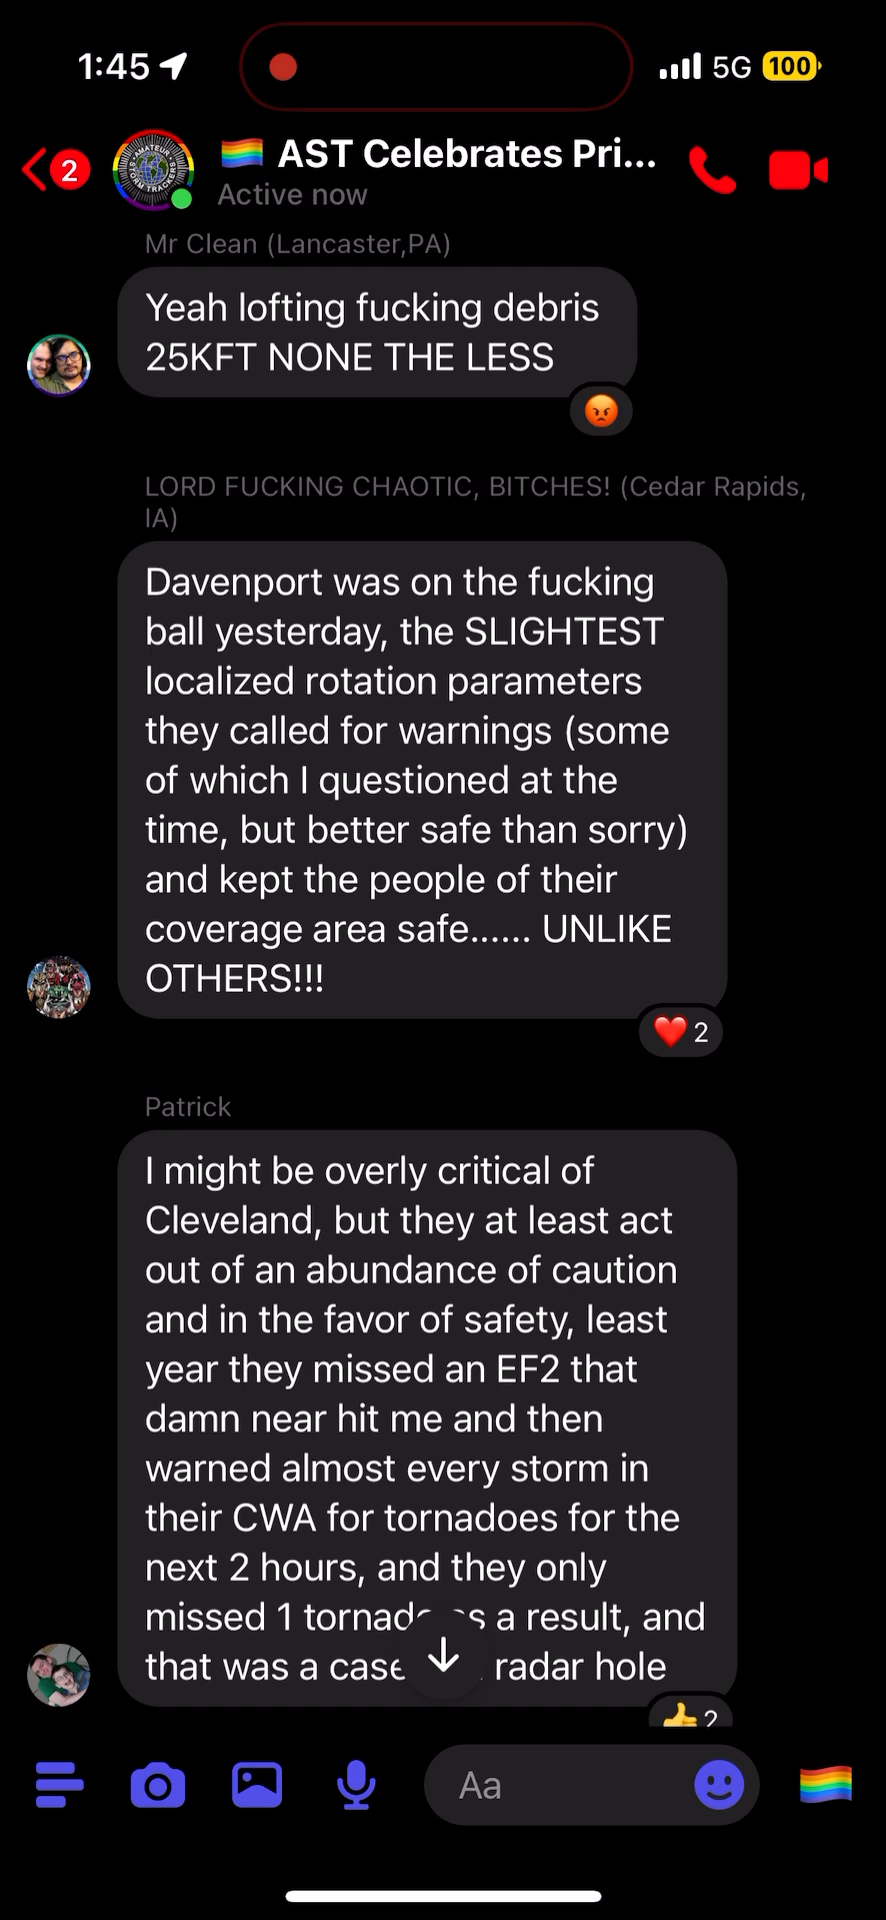 1:45 5G 100
2 🏳️‍🌈 AST Celebrates Pri...
AMATEUR STORM TRACKERS
Active now
Mr Clean (Lancaster,PA)
Yeah lofting fucking debris
25KFT NONE THE LESS
😡
LORD FUCKING CHAOTIC, BITCHES! (Cedar Rapids,
IA)
Davenport was on the fucking
ball yesterday, the SLIGHTEST
localized rotation parameters
they called for warnings (some
of which I questioned at the
time, but better safe than sorry)
and kept the people of their
coverage area safe...... UNLIKE
OTHERS!!!
❤️ 2
Patrick
I might be overly critical of
Cleveland, but they at least act
out of an abundance of caution
and in the favor of safety, least
year they missed an EF2 that
damn near hit me and then
warned almost every storm in
their CWA for tornadoes for the
next 2 hours, and they only
missed 1 a result, and
that was a case radar hole
👍 2
Aa